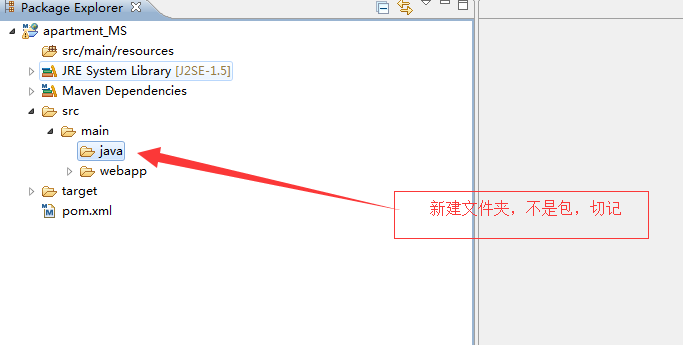 Package Explorer
apartment_MS
src/main/resources
JRE System Library [J2SE-1.5]
Maven Dependencies
src
main
java
webapp
target
pom.xml
新建文件夹，不是包，切记